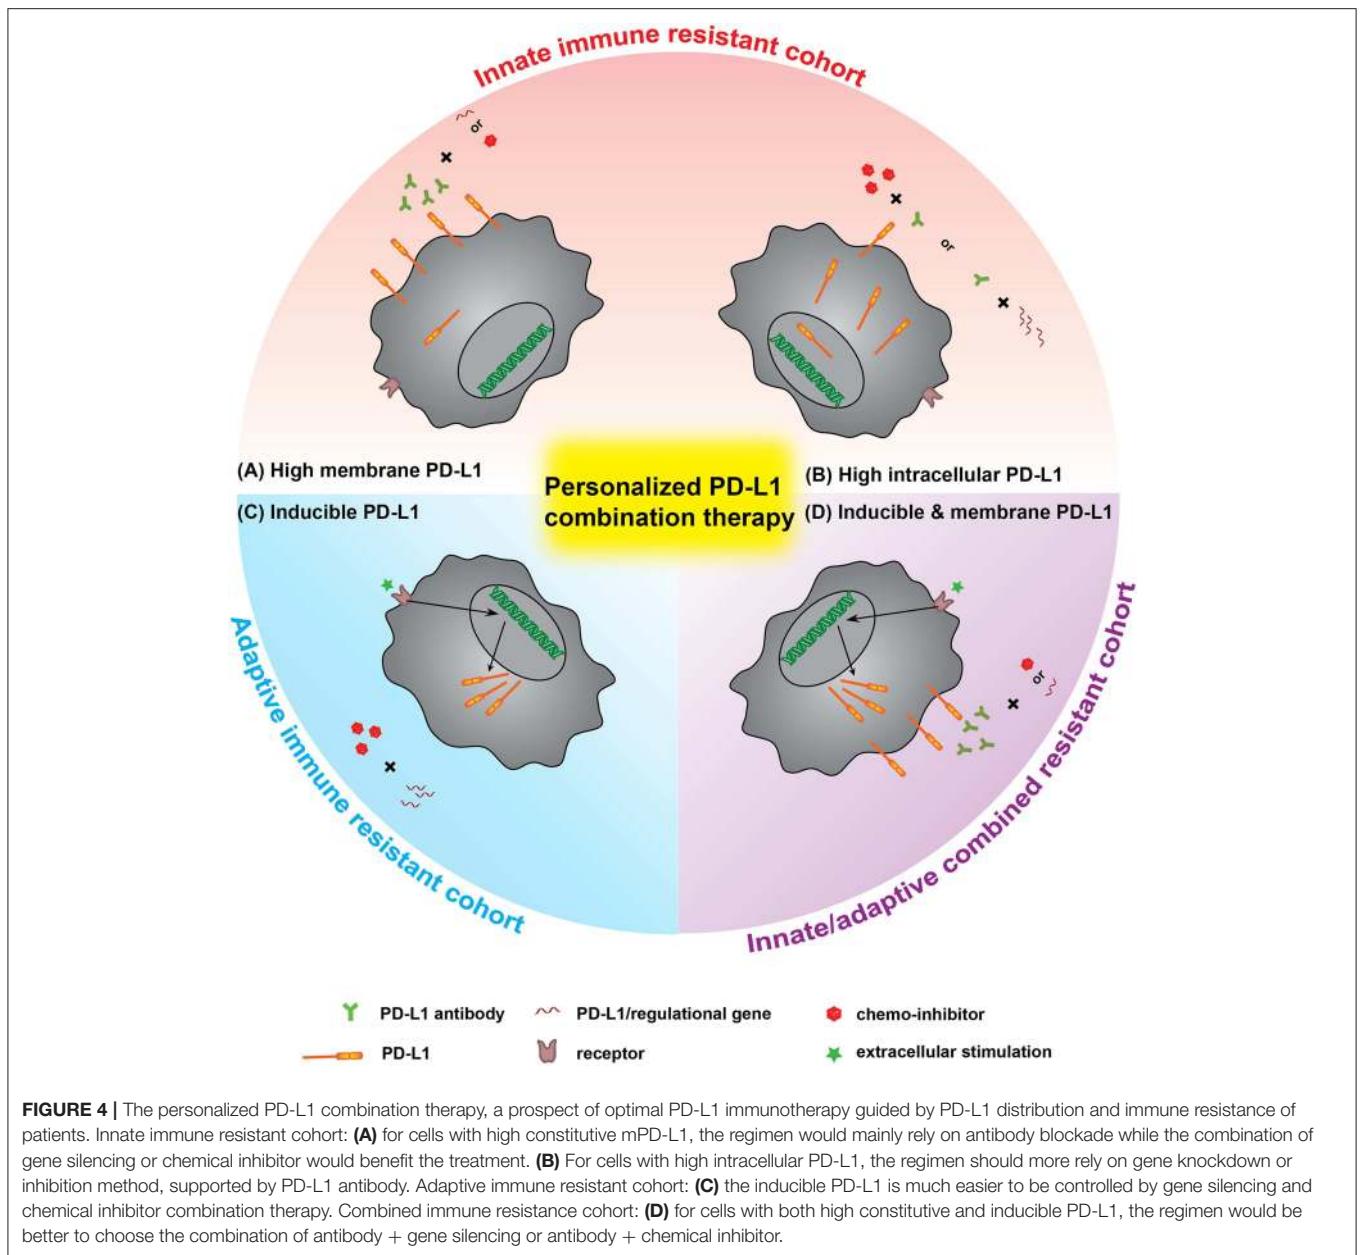 Innate immune resistant cohort
or
or
(A) High membrane PD-L1
(B) High intracellular PD-L1
Personalized PD-L1
combination therapy
(C) Inducible PD-L1
(D) Inducible & membrane PD-L1
or
Adaptive immune resistant cohort
Innate/adaptive combined resistant cohort
PD-L1 antibody
PD-L1/regulational gene
chemo-inhibitor
PD-L1
receptor
extracellular stimulation
FIGURE 4 | The personalized PD-L1 combination therapy, a prospect of optimal PD-L1 immunotherapy guided by PD-L1 distribution and immune resistance of
patients. Innate immune resistant cohort: (A) for cells with high constitutive mPD-L1, the regimen would mainly rely on antibody blockade while the combination of
gene silencing or chemical inhibitor would benefit the treatment. (B) For cells with high intracellular PD-L1, the regimen should more rely on gene knockdown or
inhibition method, supported by PD-L1 antibody. Adaptive immune resistant cohort: (C) the inducible PD-L1 is much easier to be controlled by gene silencing and
chemical inhibitor combination therapy. Combined immune resistance cohort: (D) for cells with both high constitutive and inducible PD-L1, the regimen would be
better to choose the combination of antibody + gene silencing or antibody + chemical inhibitor.